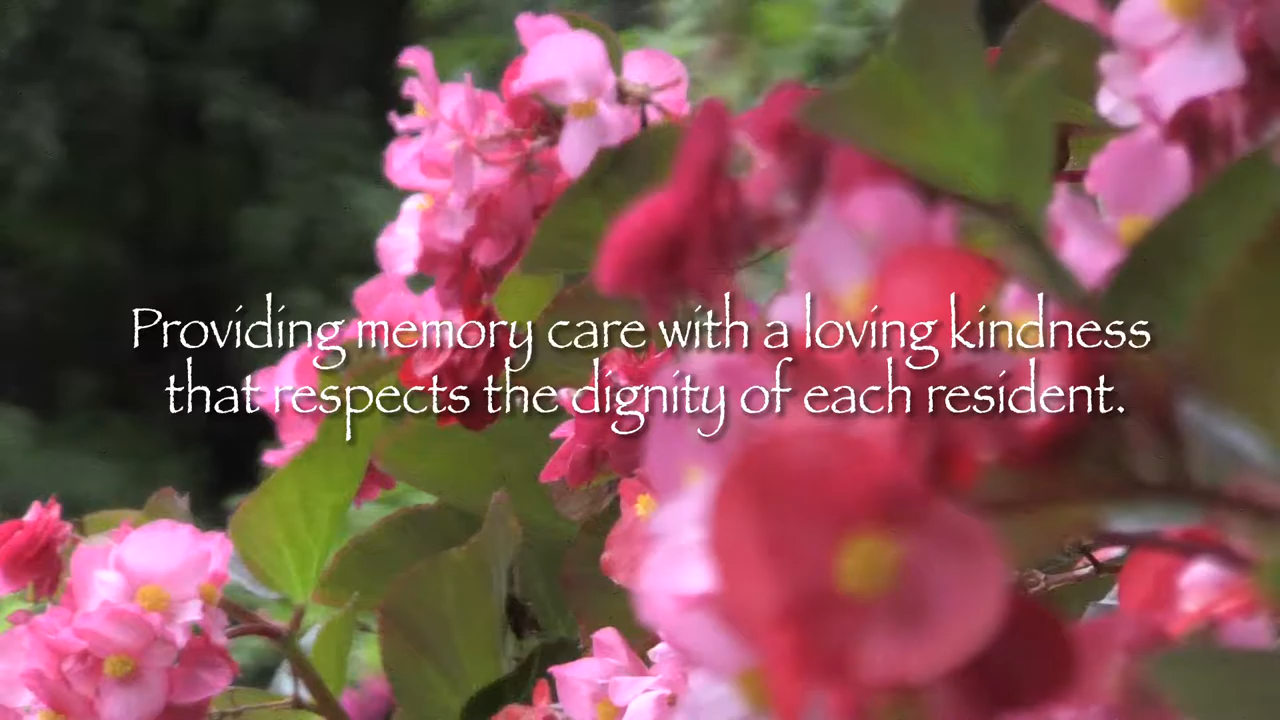 Providing memory care with a loving kindness
that respects the dignity of each resident.